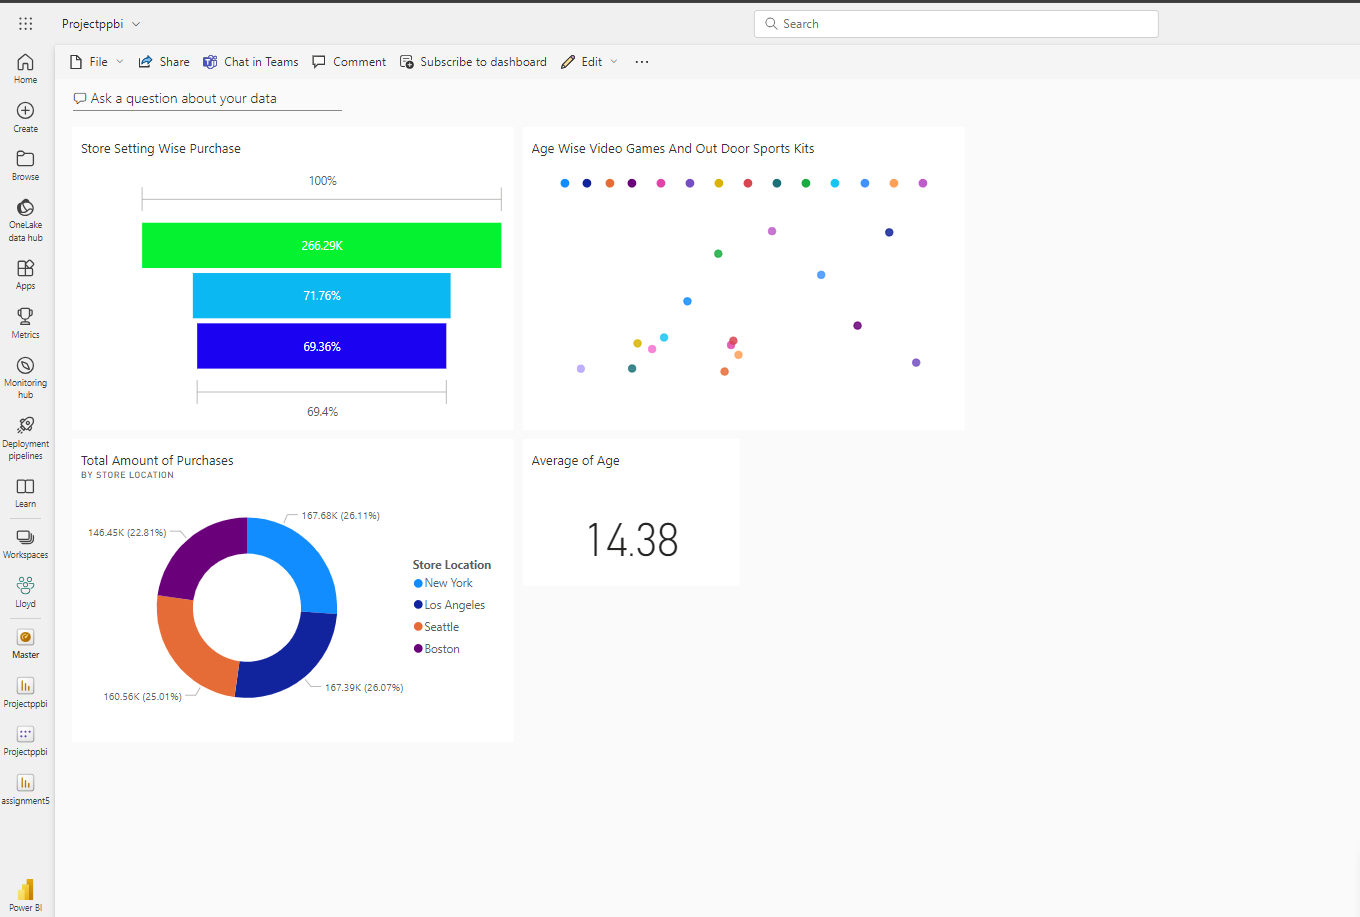 Projectppbi
Search
File
Share
Chat in Teams
Comment
Subscribe to dashboard
Edit
Home
Create
Browse
OneLake
data hub
Apps
Metrics
Monitoring
hub
Deployment
pipelines
Learn
Workspaces
Lloyd
Master
Projectppbi
Projectppbi
assignment5
Power BI
Ask a question about your data
Store Setting Wise Purchase
100%
266.29K
71.76%
69.36%
69.4%
Age Wise Video Games And Out Door Sports Kits
Total Amount of Purchases
BY STORE LOCATION
167.68K (26.11%)
146.45K (22.81%)
160.56K (25.01%)
167.39K (26.07%)
Store Location
New York
Los Angeles
Seattle
Boston
Average of Age
14.38